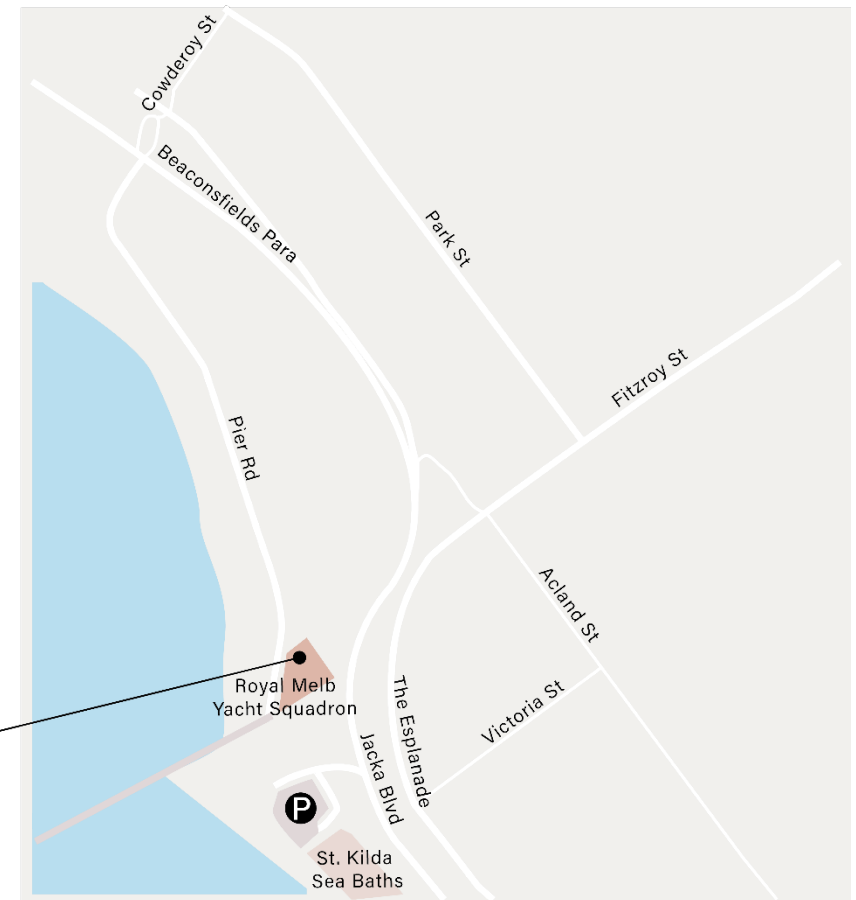 Cowderoy St
Beaconsfields Para
Park St
Fitzroy St
Pier Rd
Acland St
Royal Melb
Yacht Squadron
The Esplanade
Victoria St
Jacka Blvd
P
St. Kilda
Sea Baths